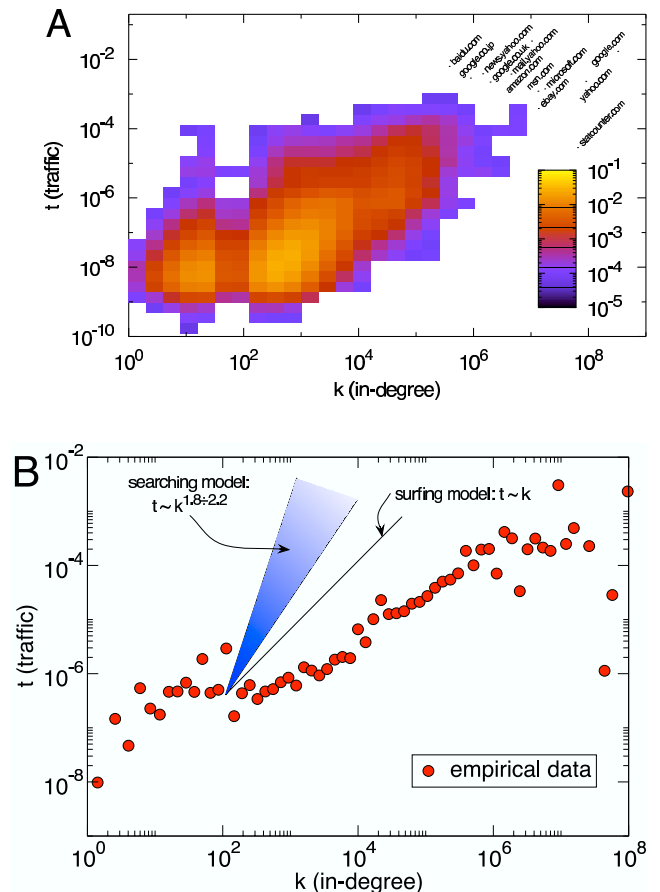 A
10^-2
10^-4
10^-6
10^-8
10^-10
t (traffic)
baidu.com
google.co.jp
news.yahoo.com
google.co.uk
mail.yahoo.com
amazon.com
msn.com
microsoft.com
ebay.com
google.com
yahoo.com
statcounter.com
10^-1
10^-2
10^-3
10^-4
10^-5
10^0
10^2
10^4
10^6
10^8
k (in-degree)
B
10^-2
10^-4
10^-6
10^-8
t (traffic)
searching model:
t ~ k^1.8÷2.2
surfing model: t ~ k
empirical data
10^0
10^2
10^4
10^6
10^8
k (in-degree)